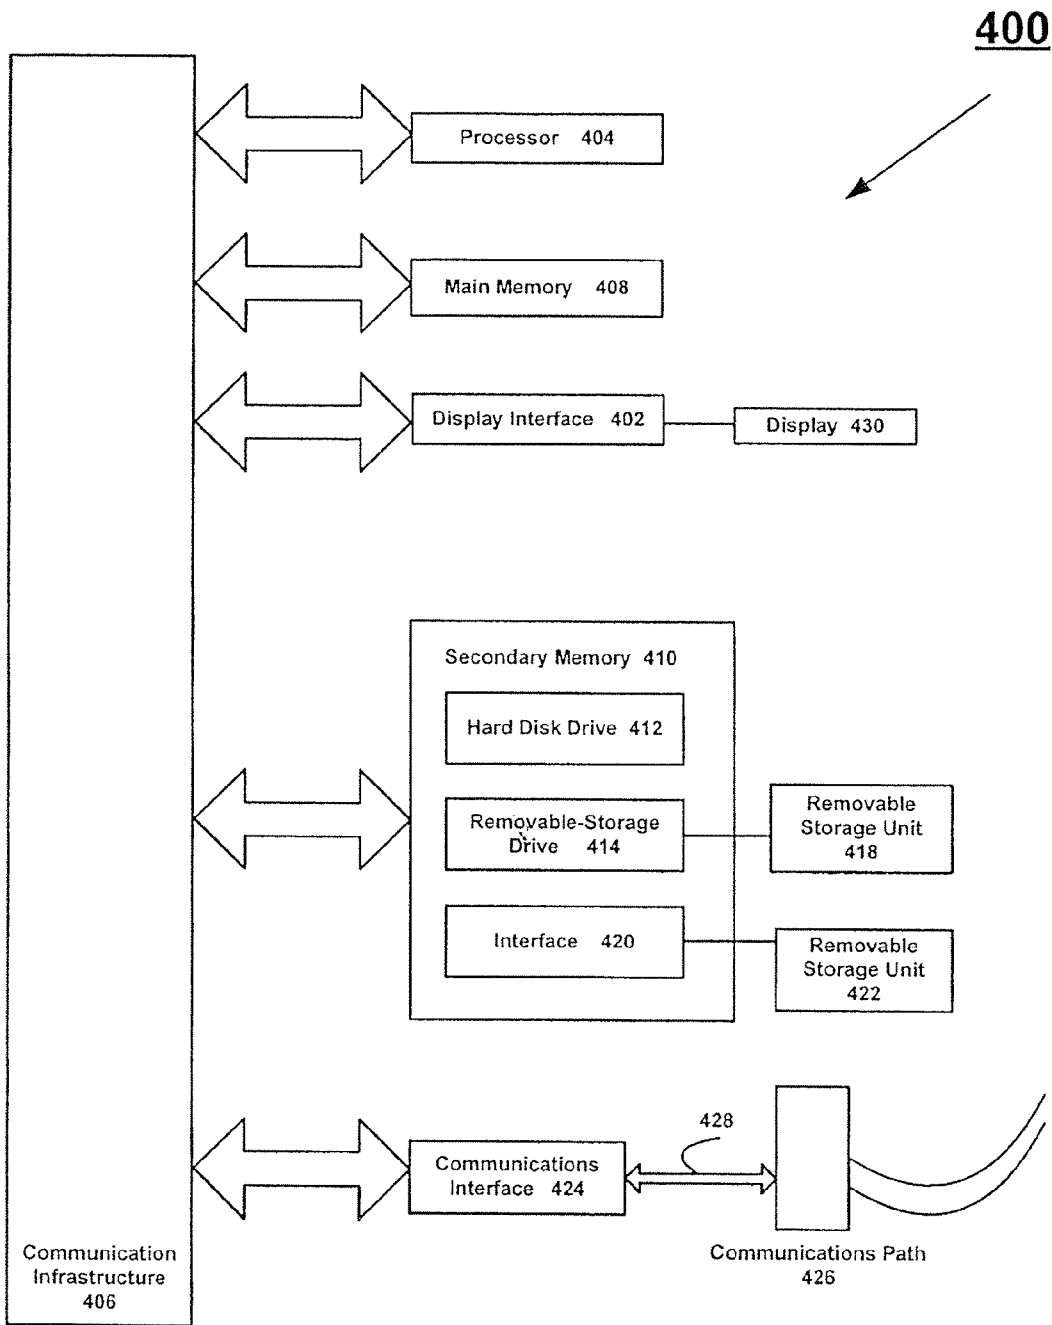 400
Processor 404
Main Memory 408
Display Interface 402
Display 430
Secondary Memory 410
Hard Disk Drive 412
Removable-Storage
Drive 414
Removable
Storage Unit
418
Interface 420
Removable
Storage Unit
422
428
Communications
Interface 424
Communication
Infrastructure
406
Communications Path
426